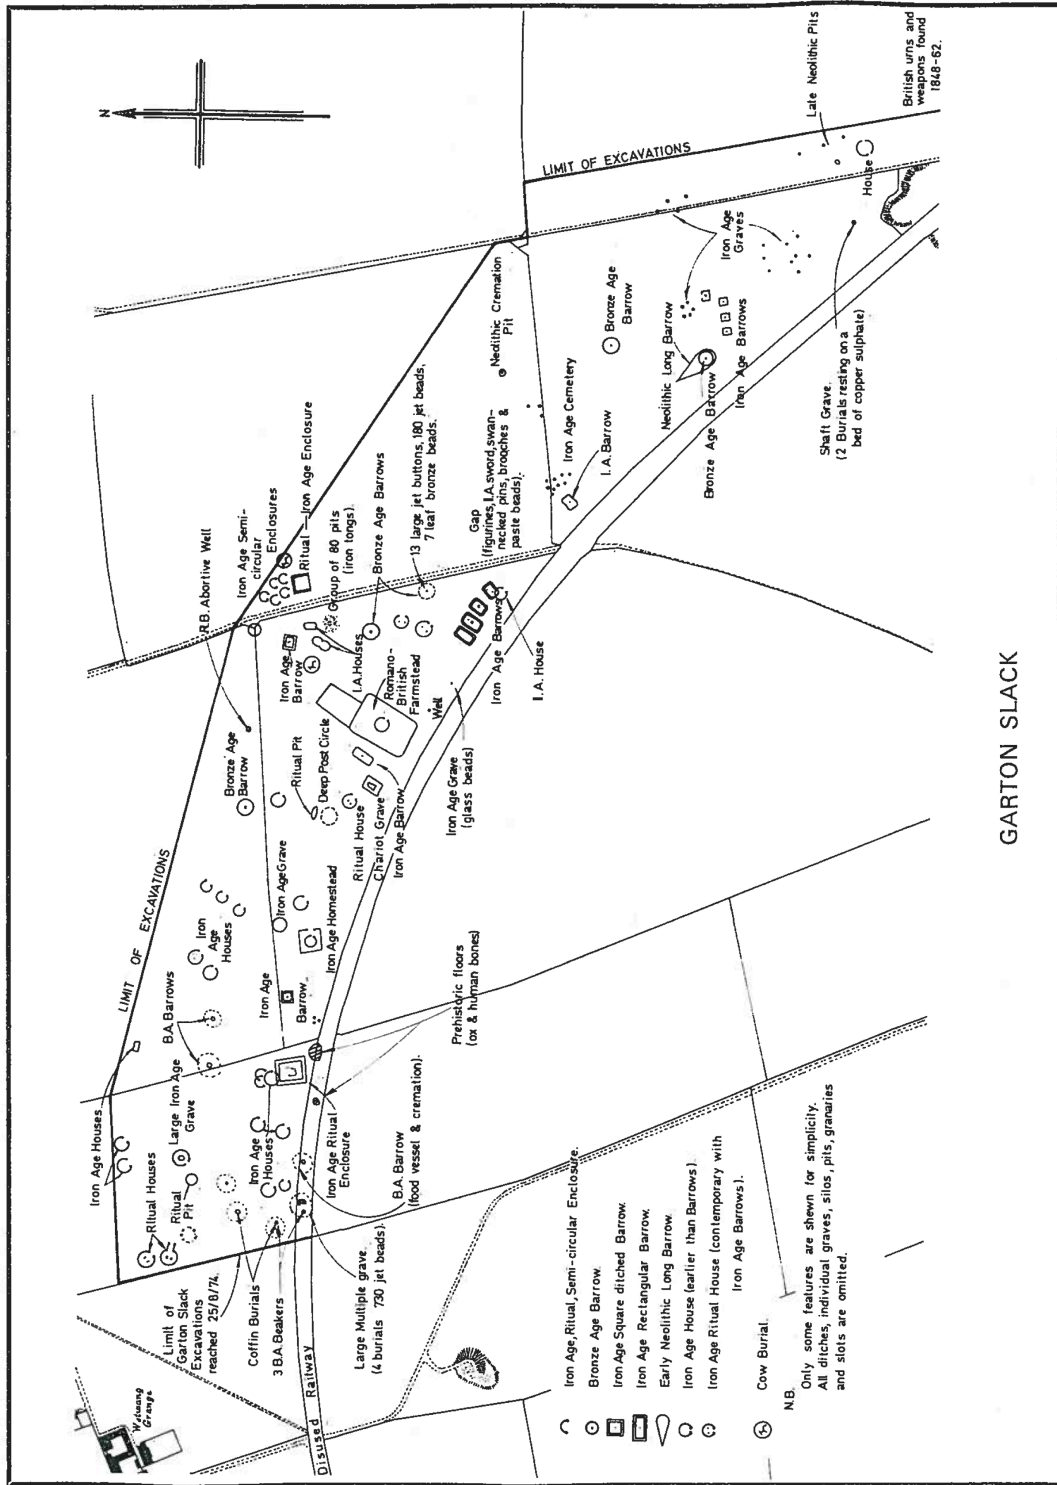 N
LIMIT OF EXCAVATIONS
LIMIT OF EXCAVATIONS
Late Neolithic Pits
British urns and
weapons found
1848-62.
House
Iron Age
Graves
Shaft Grave.
(2 Burials resting on a
bed of copper sulphate)
Neolithic Cremation
Pit
Bronze Age
Barrow
Neolithic Long Barrow
Bronze Age Barrow
Iron Age Barrows
Iron Age Cemetery
I.A. Barrow
Gap
(figurines, I.A. sword, swan-
necked pins, brooches &
paste beads).
13 large jet buttons, 180 jet beads,
7 leaf bronze beads.
Bronze Age Barrows
Group of 80 pits
(iron tongs).
Ritual — Iron Age Enclosure
Iron Age Semi-
circular
Enclosures
R.B. Abortive Well
Iron Age
Barrow
I.A. Houses
Romano-
British
Farmstead
Well
Iron Age Barrows
I.A. House
Iron Age Grave
(glass beads)
Bronze Age
Barrow
Ritual Pit
Deep Post Circle
Ritual House
Chariot Grave
Iron Age Barrow
Iron Age Grave
Iron Age Homestead
Iron
Age
Houses
B.A. Barrows
Iron Age
Barrow
Prehistoric floors
(ox & human bones)
Iron Age Houses
Large Iron Age
Grave
Ritual Houses
Ritual
Pit
Iron Age
Houses
Iron Age Ritual
Enclosure
B.A. Barrow
(food vessel & cremation).
Limit of
Garton Slack
Excavations
reached 25/8/74.
Coffin Burials
3 B.A. Beakers
Large Multiple grave.
(4 burials 730 jet beads).
Disused Railway
Wetwang
Grange
Iron Age, Ritual, Semi-circular Enclosure.
Bronze Age Barrow.
Iron Age Square ditched Barrow.
Iron Age Rectangular Barrow.
Early Neolithic Long Barrow.
Iron Age House (earlier than Barrows).
Iron Age Ritual House (contemporary with
Iron Age Barrows).
Cow Burial.
N.B.
Only some features are shewn for simplicity.
All ditches, individual graves, silos, pits, granaries
and slots are omitted.
GARTON SLACK